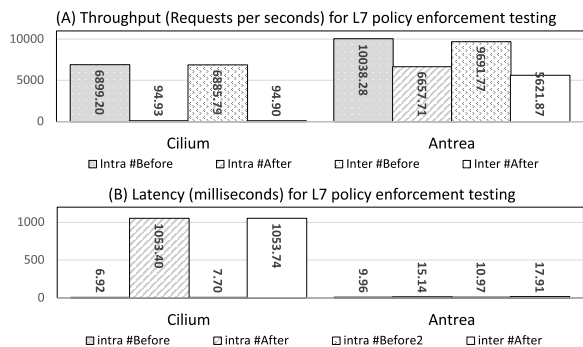 (A) Throughput (Requests per seconds) for L7 policy enforcement testing
10000
5000
0
6899.20
94.93
6885.79
94.90
10038.28
6657.71
9691.77
5621.87
Cilium
Antrea
Intra #Before
Intra #After
Inter #Before
Inter #After
(B) Latency (milliseconds) for L7 policy enforcement testing
1000
500
0
6.92
1053.40
7.70
1053.74
9.96
15.14
10.97
17.91
Cilium
Antrea
intra #Before
intra #After
intra #Before2
inter #After